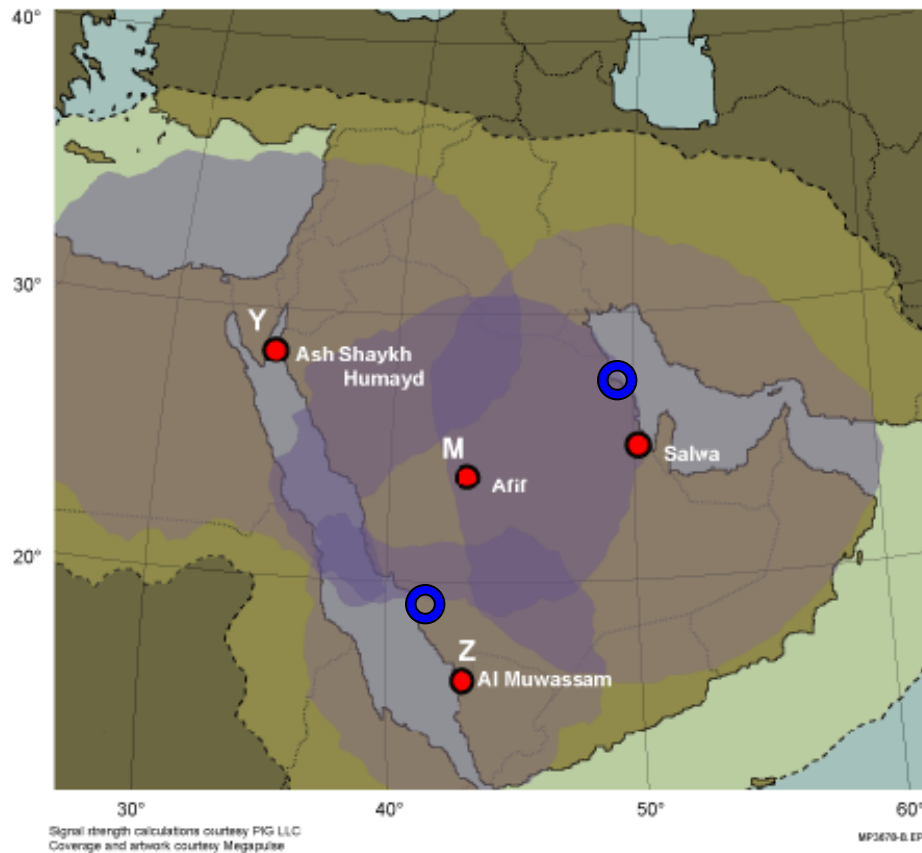 40°
30°
Y
Ash Shaykh
Humayd
M
Afif
Salwa
20°
Z
Al Muwassam
30°
40°
50°
60°
Signal strength calculations courtesy PIG LLC
Coverage and artwork courtesy Megapulse